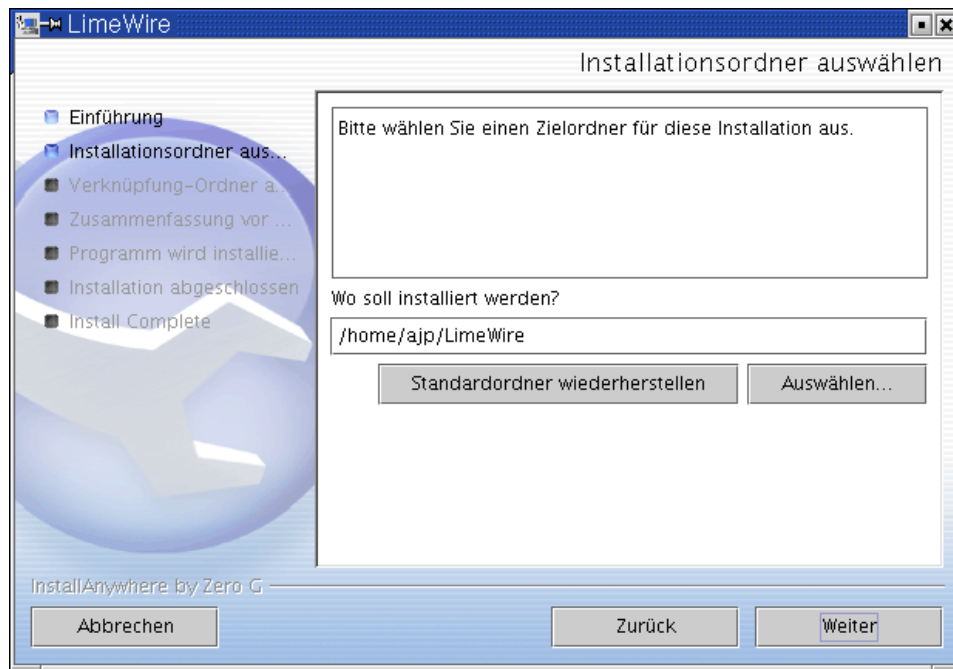 LimeWire
Installationsordner auswählen
Einführung
Installationsordner aus...
Verknüpfung-Ordner a...
Zusammenfassung vor ...
Programm wird installie...
Installation abgeschlossen
Install Complete
Bitte wählen Sie einen Zielordner für diese Installation aus.
Wo soll installiert werden?
/home/ajp/LimeWire
Standardordner wiederherstellen
Auswählen...
InstallAnywhere by Zero G
Abbrechen
Zurück
Weiter